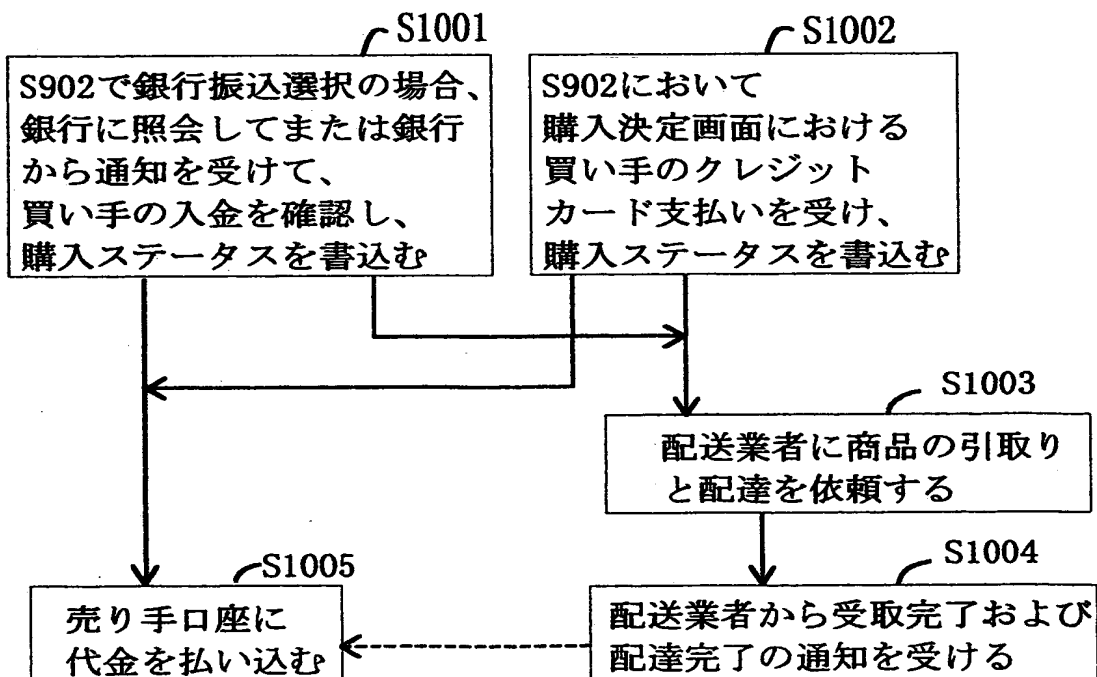 S1001
S902で銀行振込選択の場合、
銀行に照会してまたは銀行
から通知を受けて、
買い手の入金を確認し、
購入ステータスを書込む
S1002
S902において
購入決定画面における
買い手のクレジット
カード支払いを受け、
購入ステータスを書込む
S1003
配送業者に商品の引取り
と配達を依頼する
S1004
配送業者から受取完了および
配達完了の通知を受ける
S1005
売り手口座に
代金を払い込む